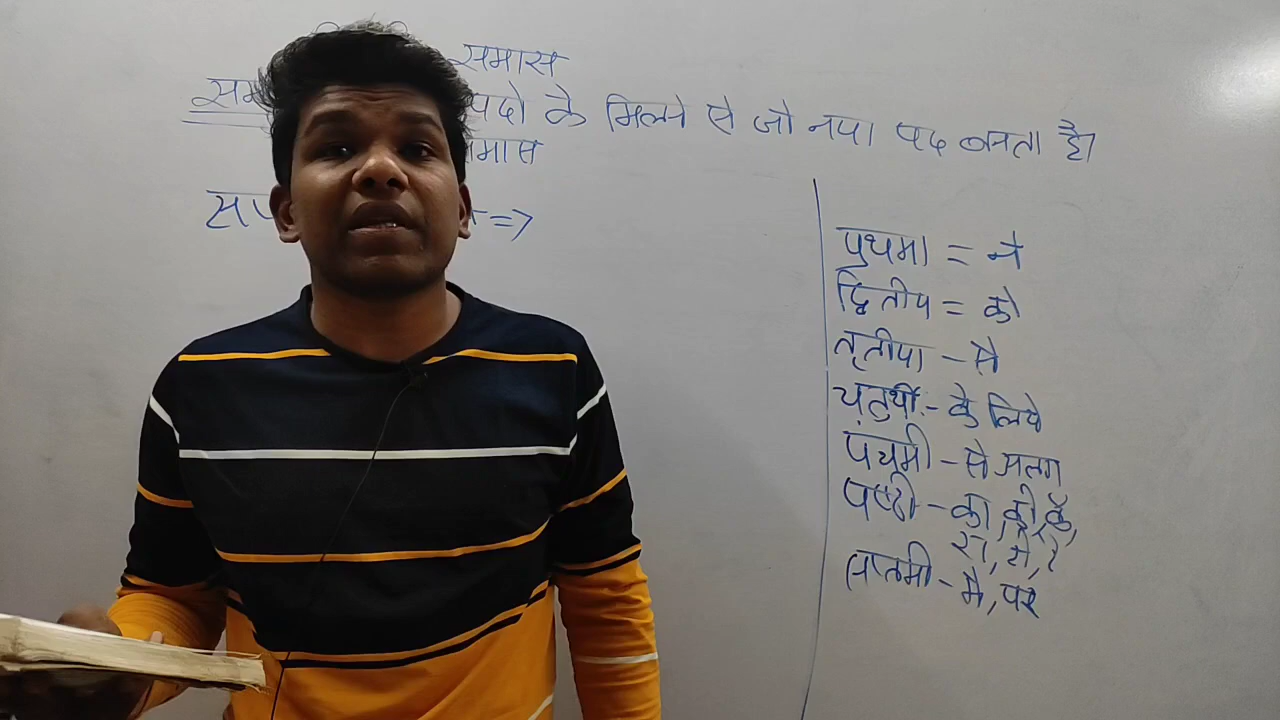 समास
पदो के मिलने से जो नया पद बनता है।
समास
=>
प्रथमा = ने
द्वितीय = को
तृतीया - से
चतुर्थी - के लिये
पंचमी - से अलग
षष्ठी - का, की, के,
रा, री, रे
सप्तमी - मे, पर